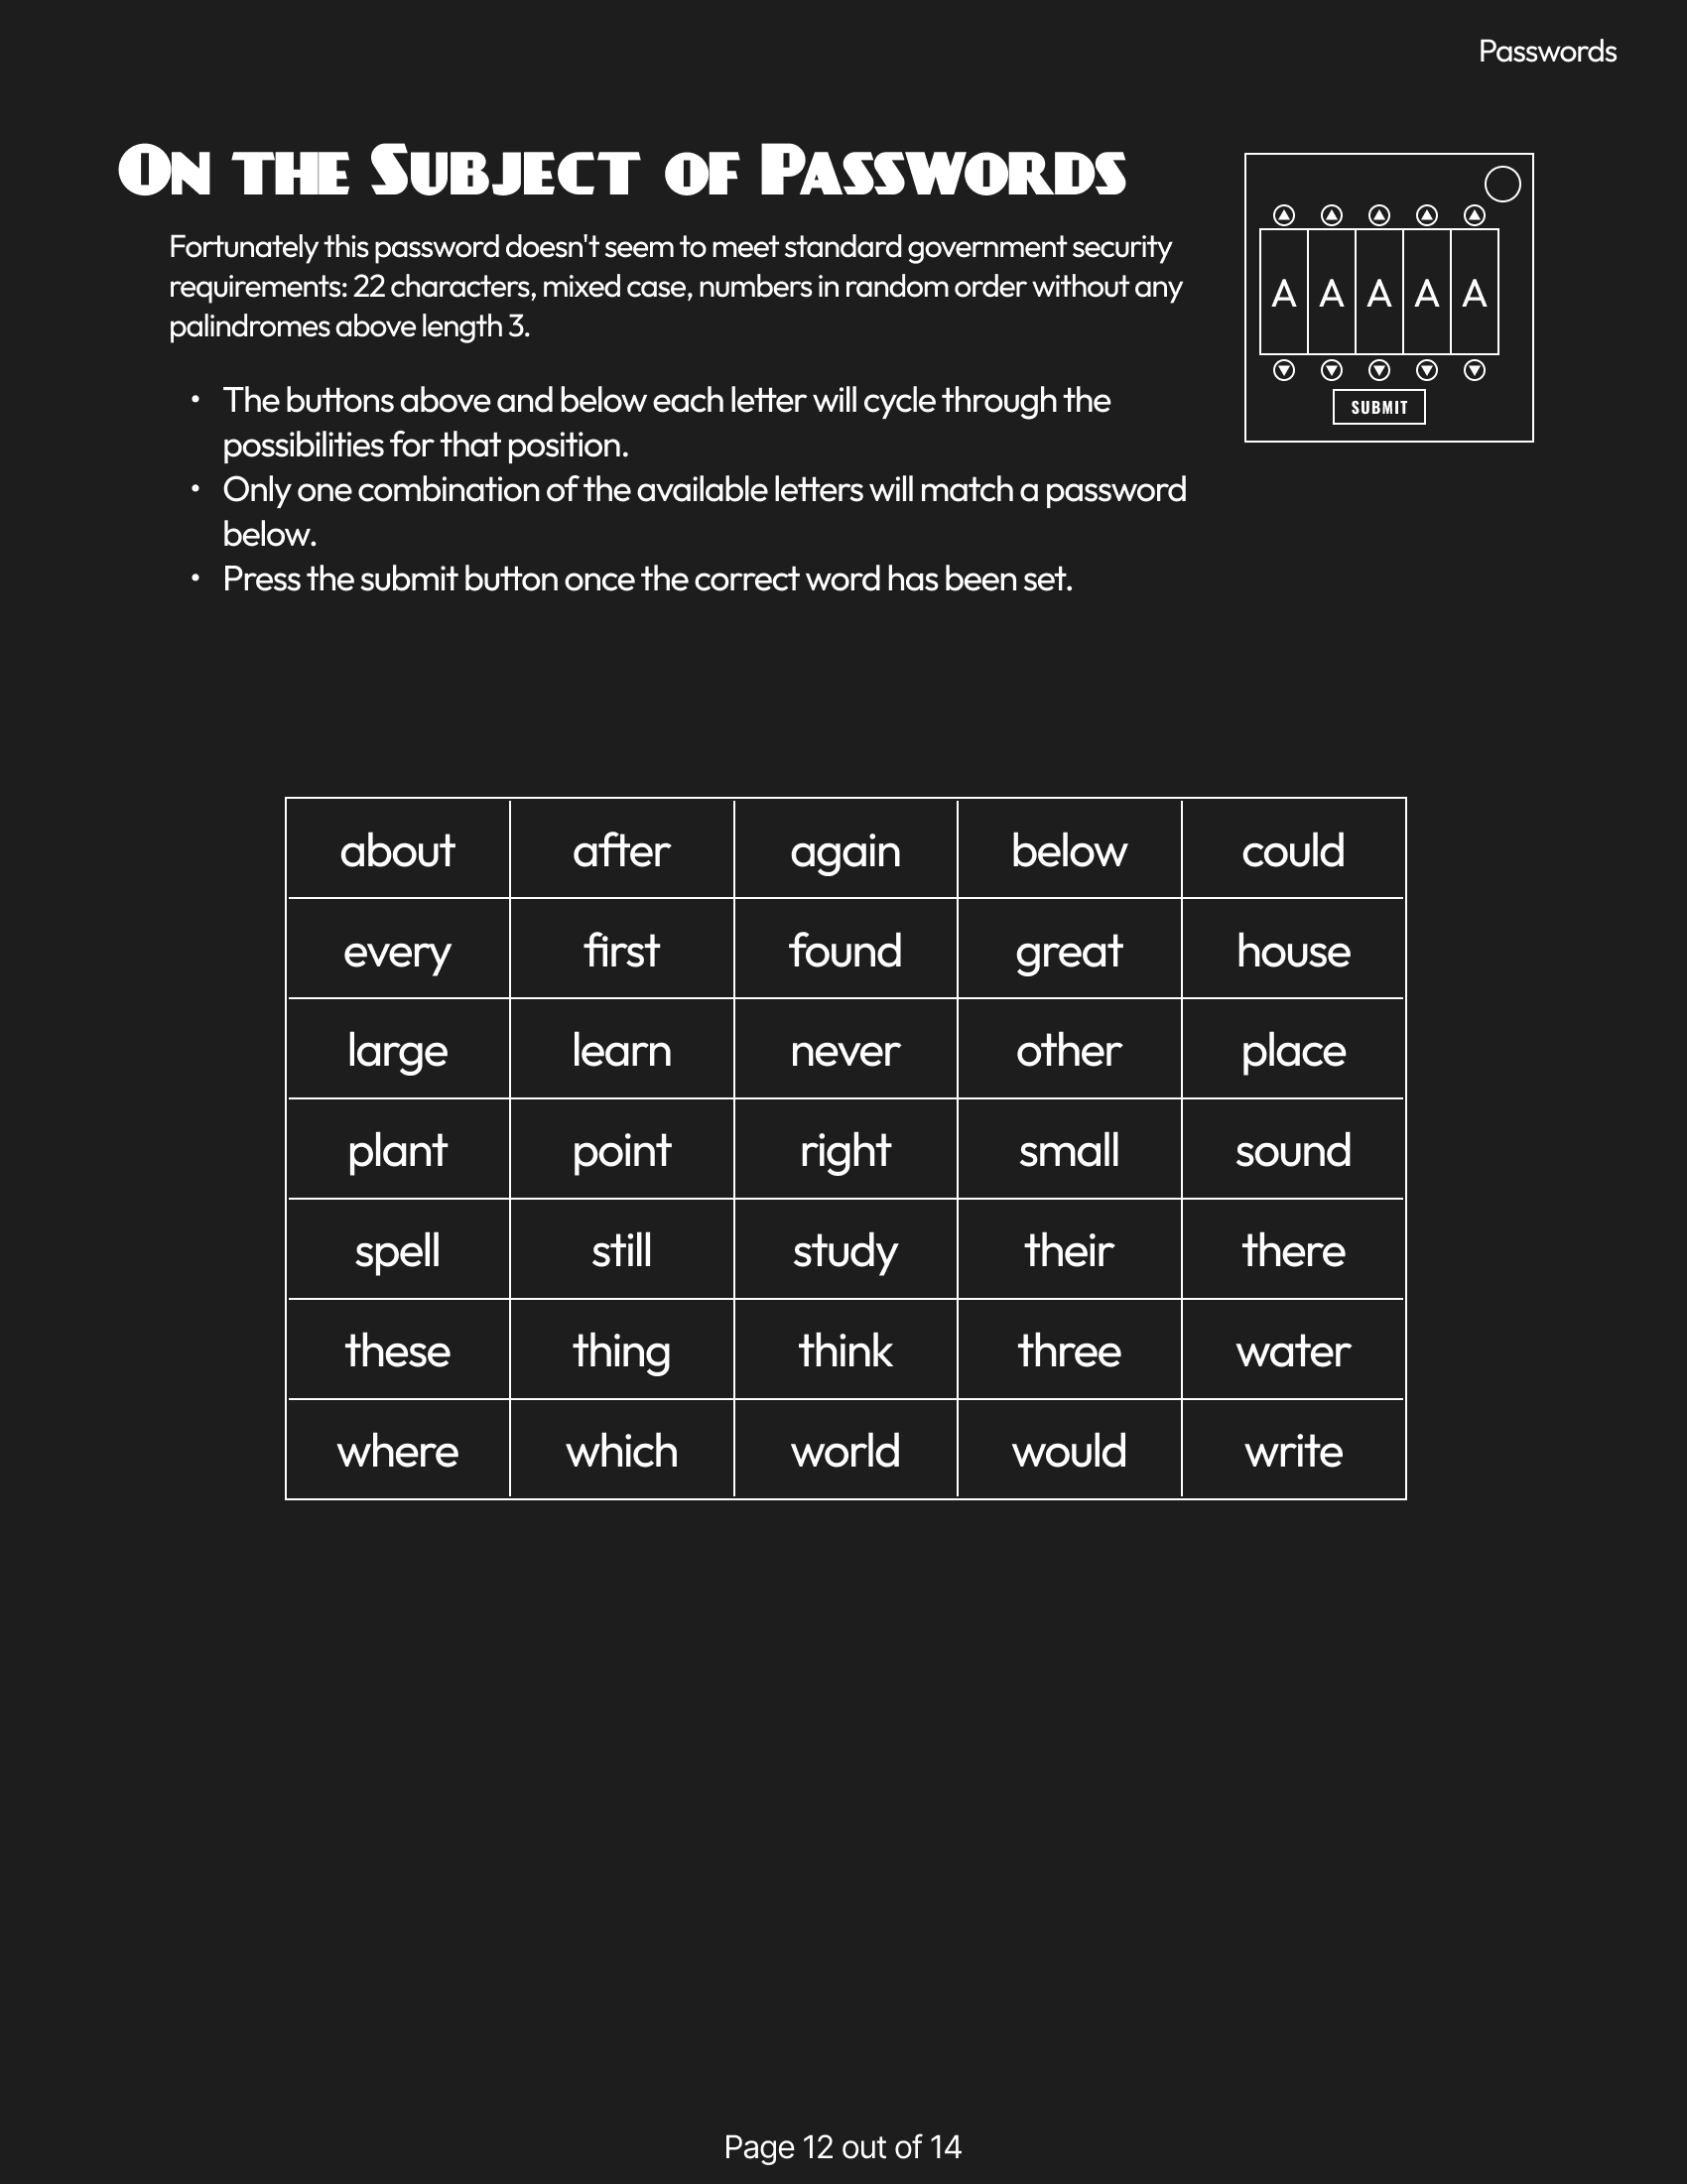 Passwords
On the Subject of Passwords
Fortunately this password doesn't seem to meet standard government security
requirements: 22 characters, mixed case, numbers in random order without any
palindromes above length 3.
• The buttons above and below each letter will cycle through the
possibilities for that position.
• Only one combination of the available letters will match a password
below.
• Press the submit button once the correct word has been set.
A A A A A
SUBMIT
about after again below could
every first found great house
large learn never other place
plant point right small sound
spell still study their there
these thing think three water
where which world would write
Page 12 out of 14